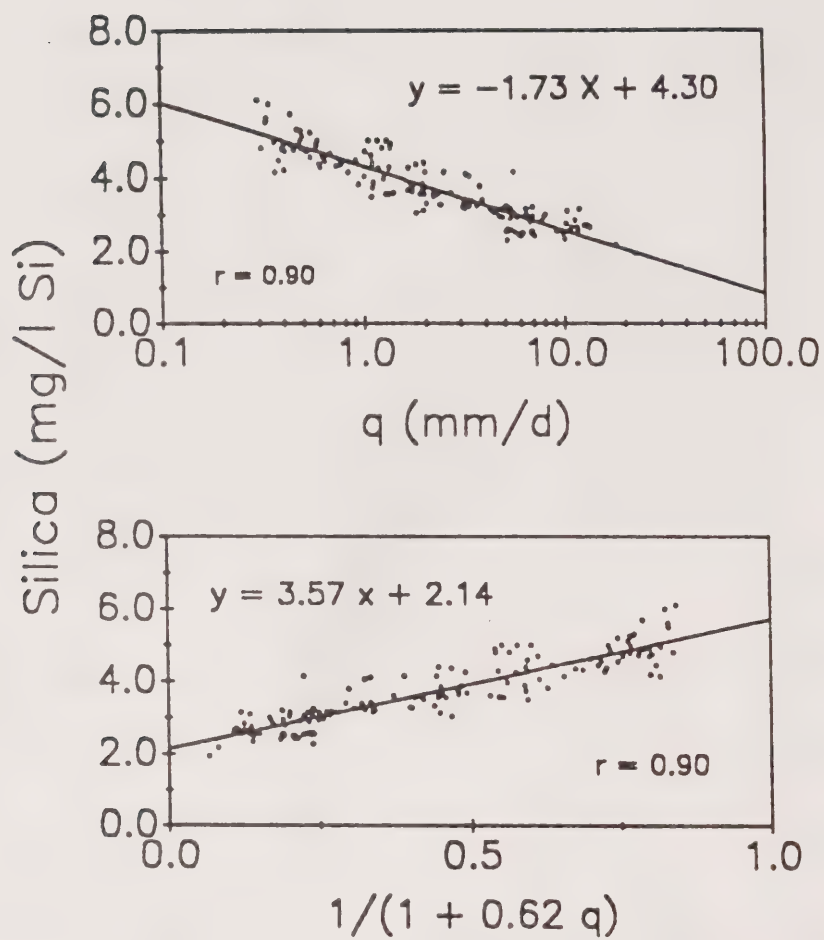 8.0
y = -1.73 X + 4.30
6.0
4.0
2.0
r = 0.90
0.0
0.1 1.0 10.0 100.0
q (mm/d)
Silica (mg/l Si)
8.0
y = 3.57 x + 2.14
6.0
4.0
2.0
r = 0.90
0.0
0.0 0.5 1.0
1/(1 + 0.62 q)